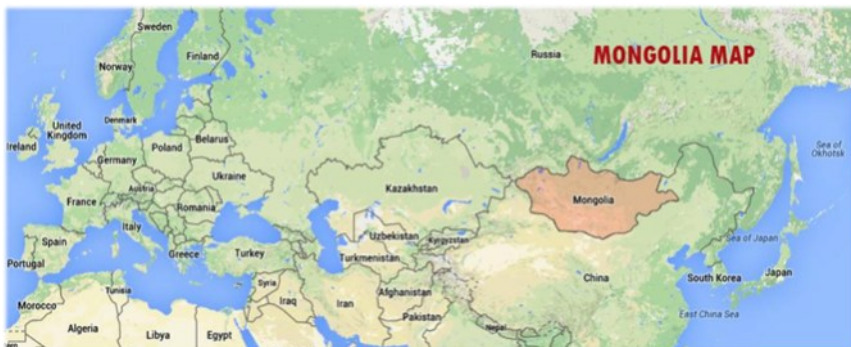 Sweden
Finland
Norway
Russia
MONGOLIA MAP
United
Kingdom
Denmark
Ireland
Belarus
Poland
Germany
Sea of
Okhotsk
Ukraine
Austria
France
Kazakhstan
Mongolia
Romania
Italy
Uzbekistan
Kyrgyzstan
Spain
Portugal
Greece
Turkey
Turkmenistan
Sea of Japan
China
South Korea
Japan
Syria
Tunisia
Iraq
Iran
Afghanistan
Morocco
Pakistan
East China Sea
Algeria
Libya
Egypt
Nepal
ern